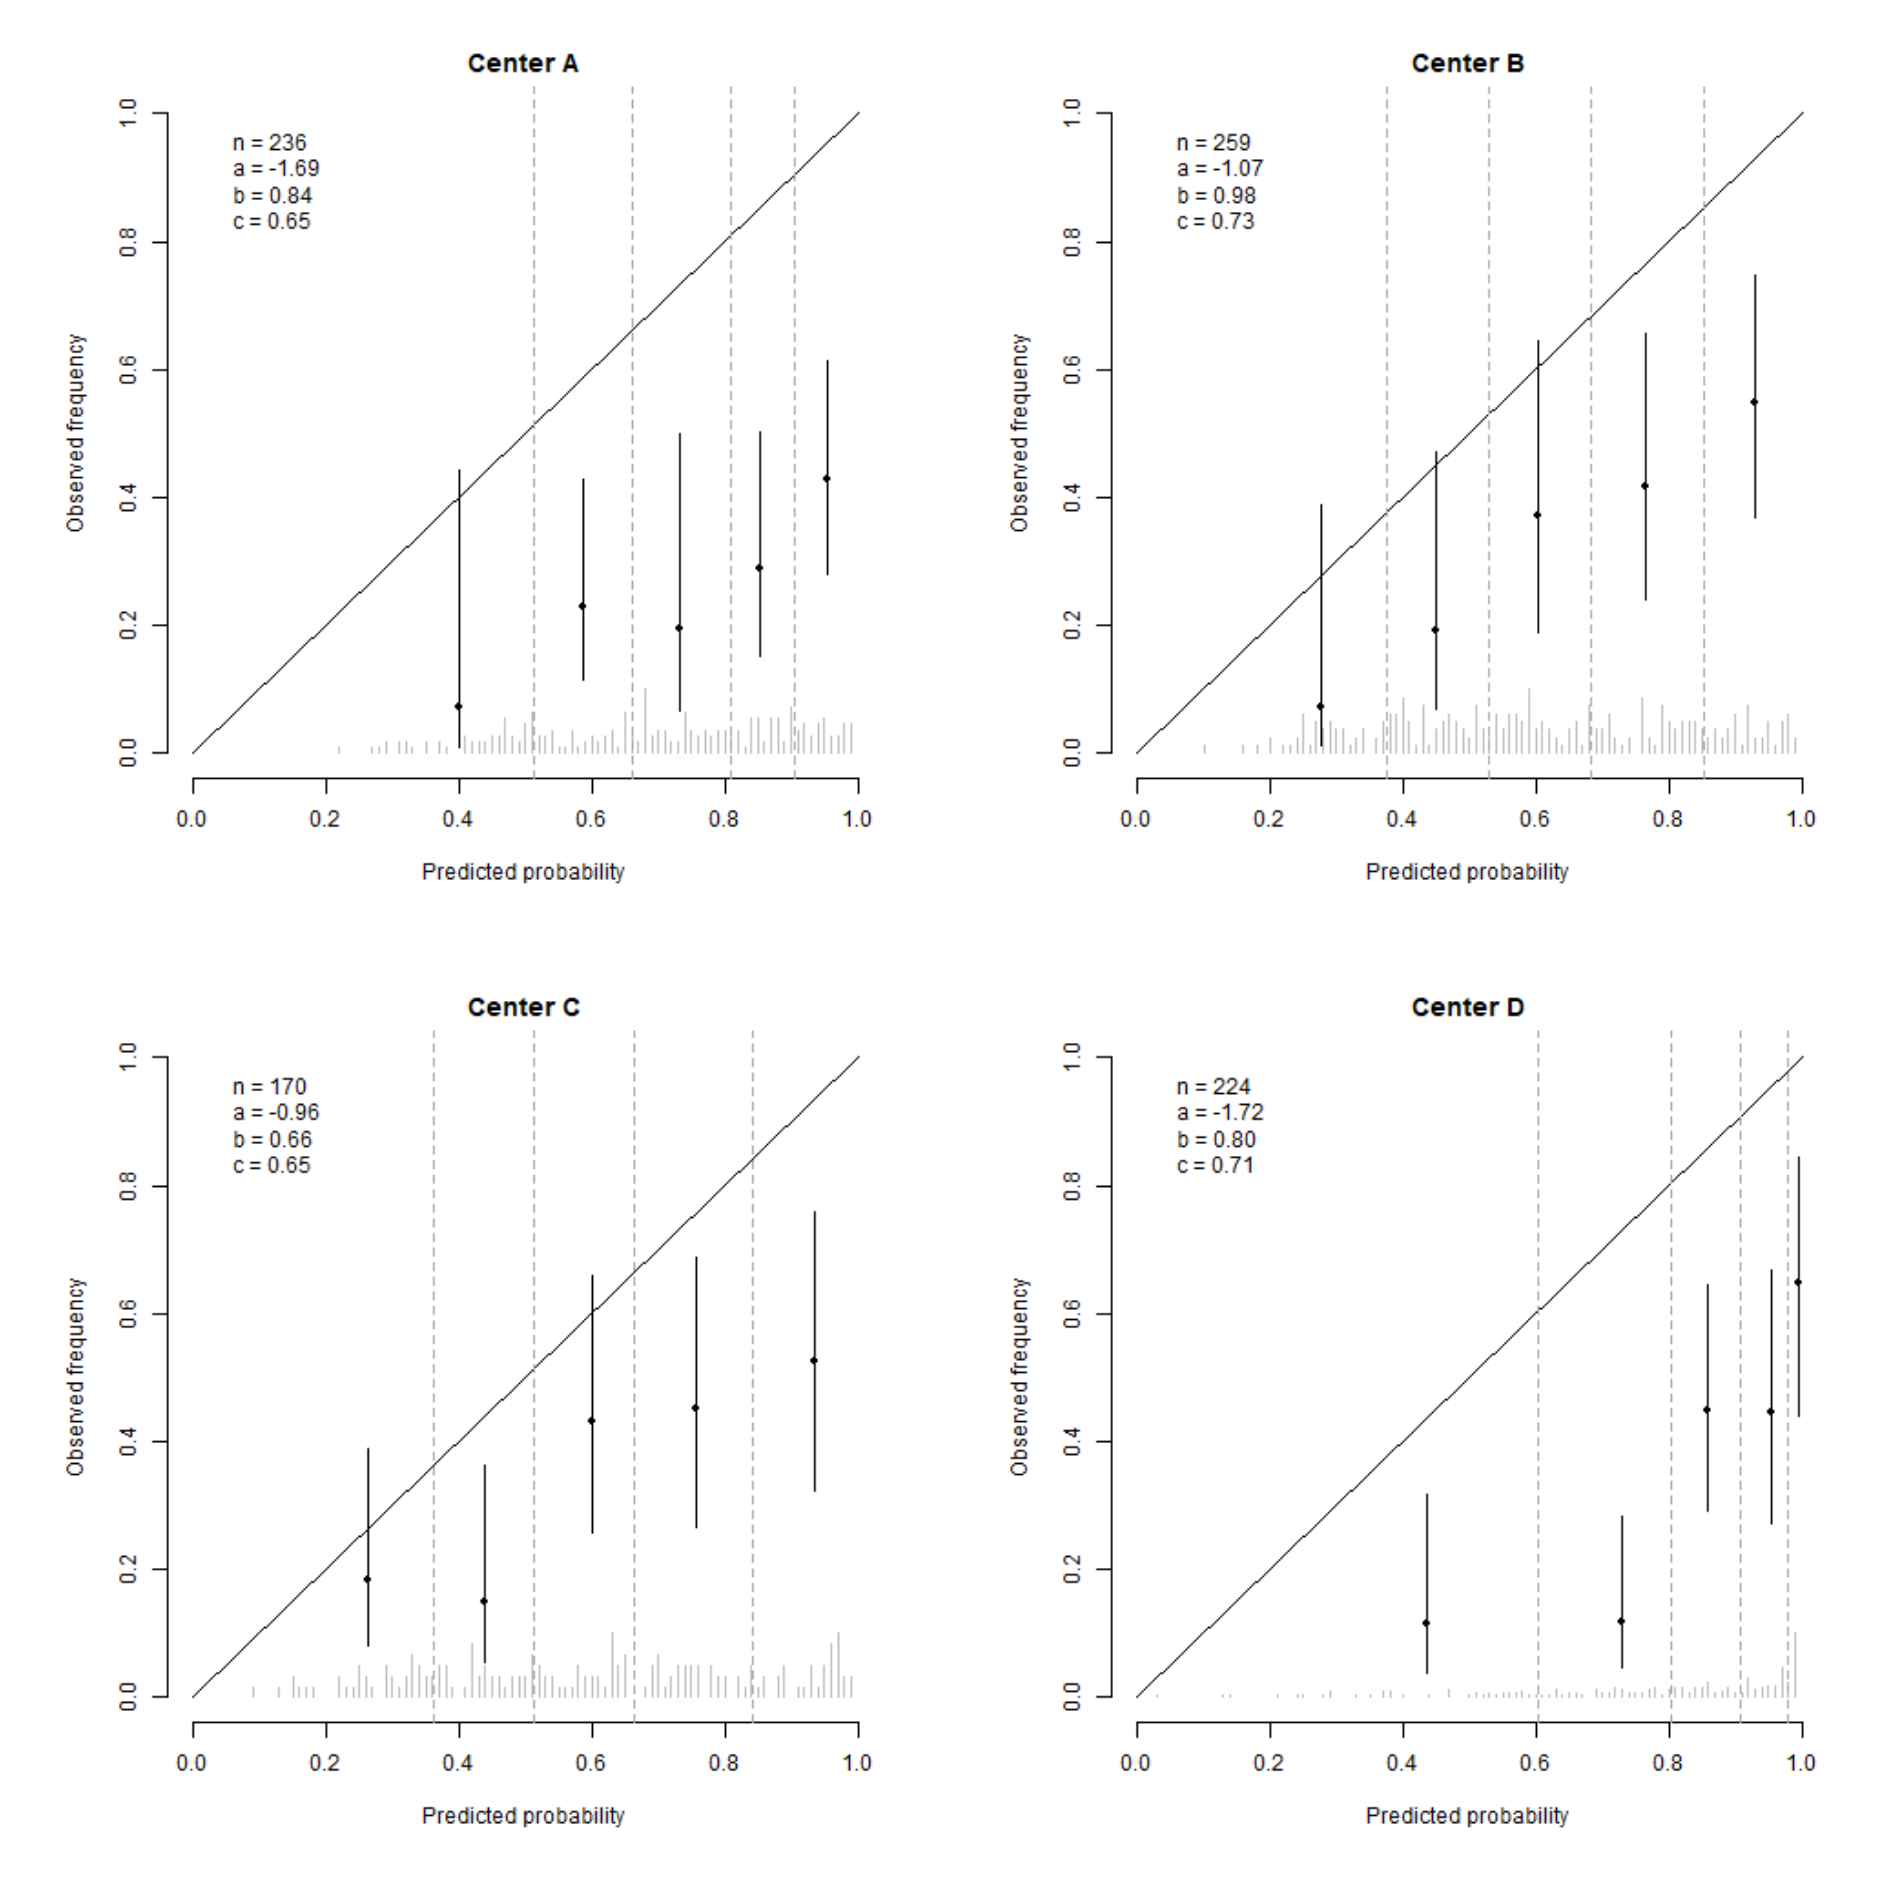 Center A
n = 236
a = -1.69
b = 0.84
c = 0.65
Observed frequency
0.0 0.2 0.4 0.6 0.8 1.0
0.0 0.2 0.4 0.6 0.8 1.0
Predicted probability
Center B
n = 259
a = -1.07
b = 0.98
c = 0.73
Observed frequency
0.0 0.2 0.4 0.6 0.8 1.0
0.0 0.2 0.4 0.6 0.8 1.0
Predicted probability
Center C
n = 170
a = -0.96
b = 0.66
c = 0.65
Observed frequency
0.0 0.2 0.4 0.6 0.8 1.0
0.0 0.2 0.4 0.6 0.8 1.0
Predicted probability
Center D
n = 224
a = -1.72
b = 0.80
c = 0.71
Observed frequency
0.0 0.2 0.4 0.6 0.8 1.0
0.0 0.2 0.4 0.6 0.8 1.0
Predicted probability